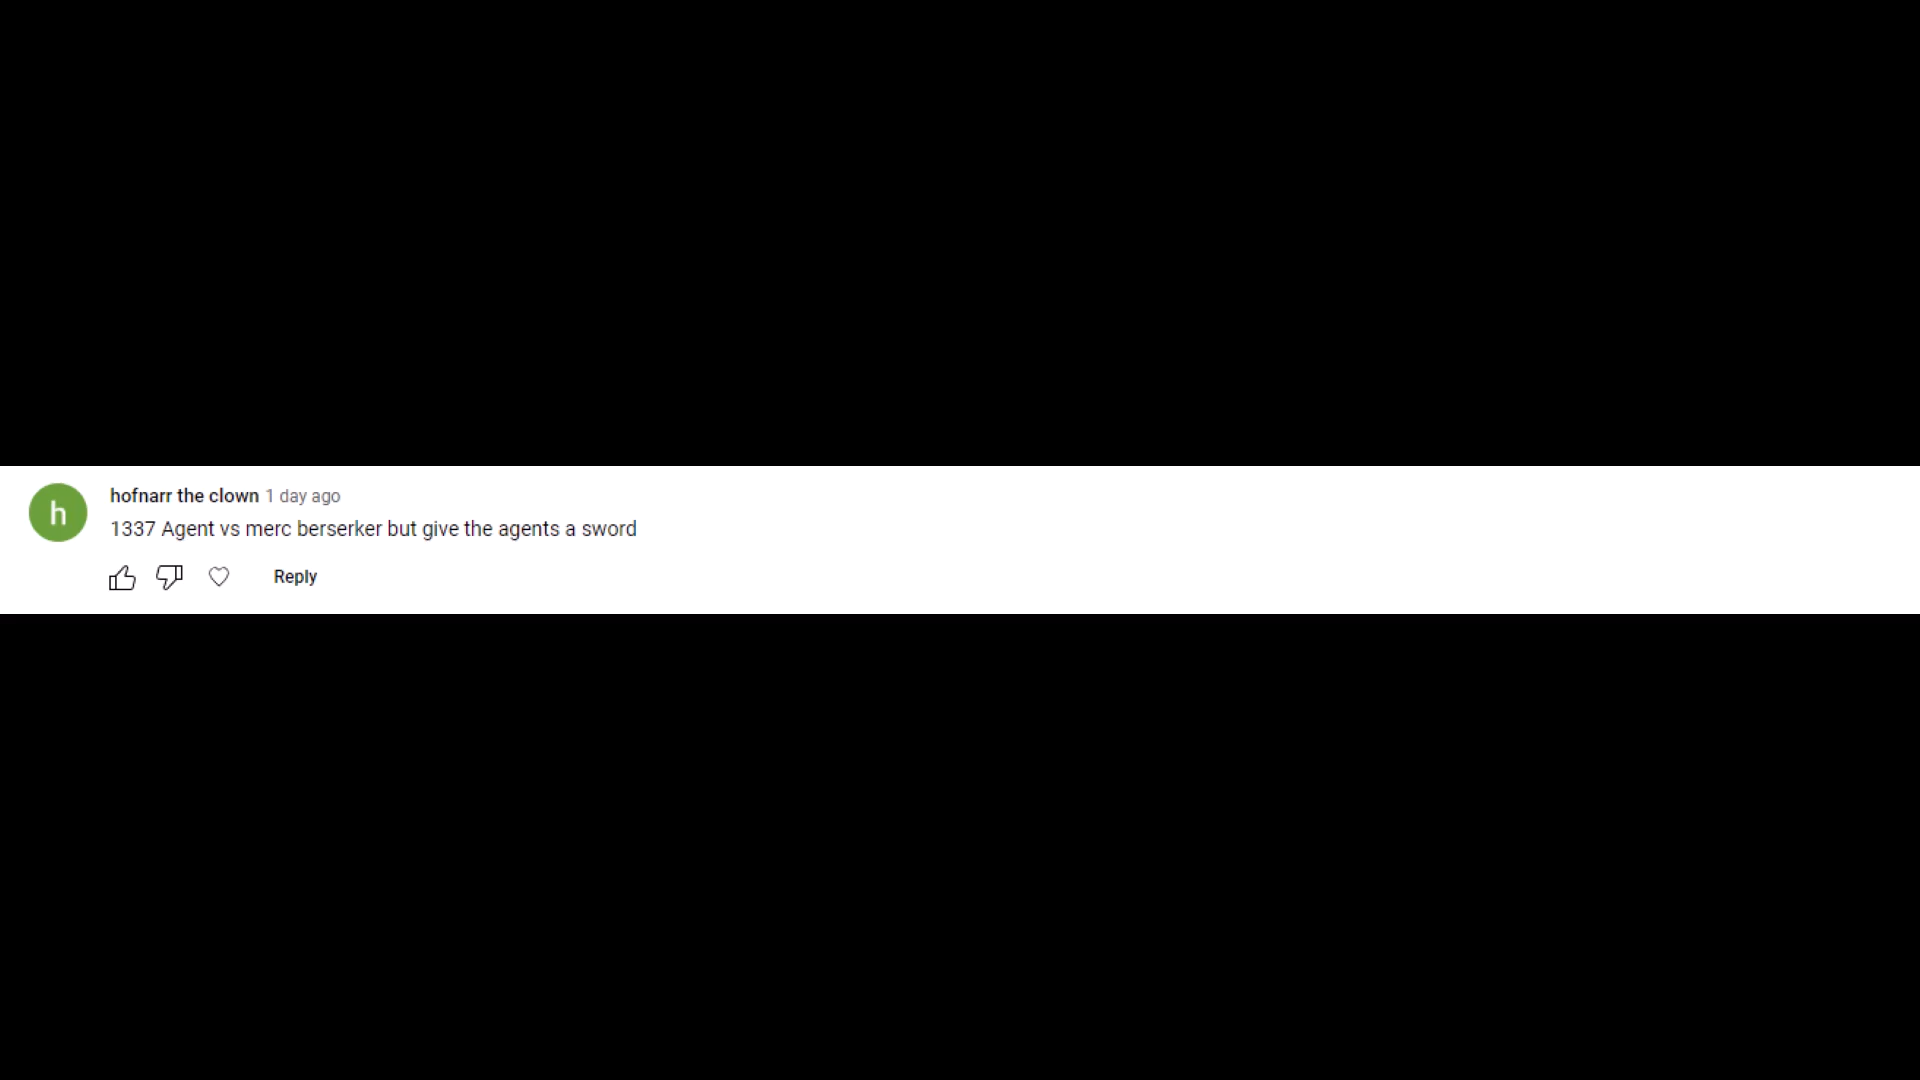 h
hofnarr the clown 1 day ago
1337 Agent vs merc berserker but give the agents a sword
Reply